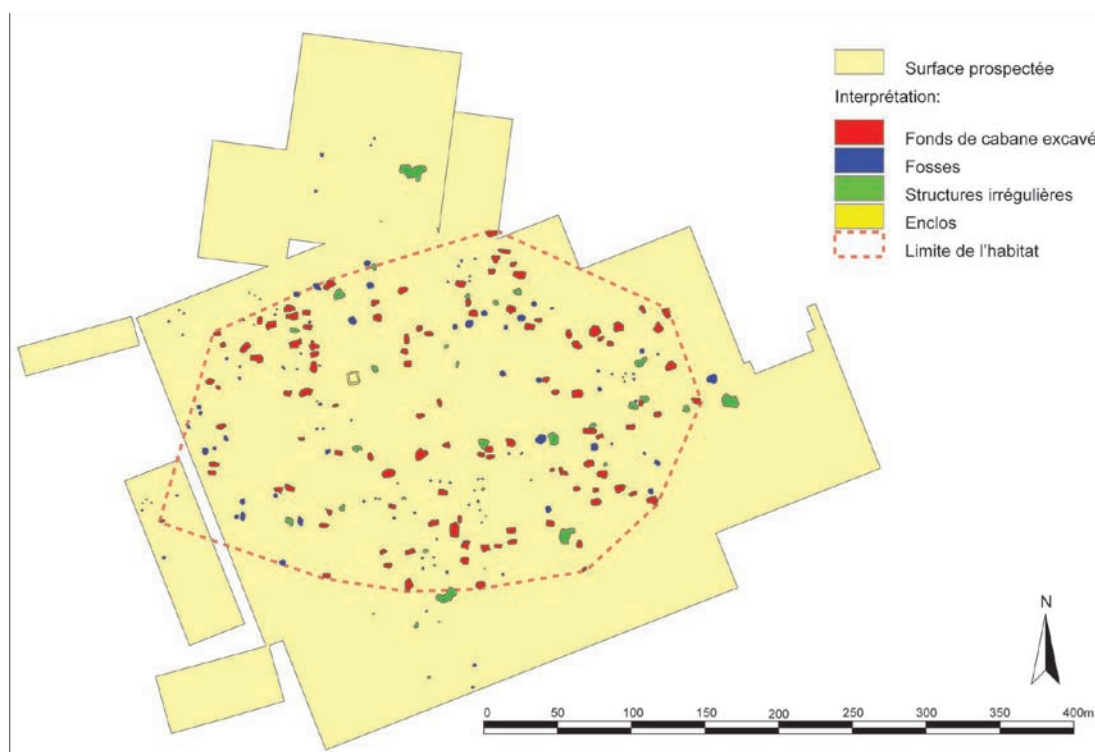 Surface prospectée
Interprétation:
Fonds de cabane excavé
Fosses
Structures irrégulières
Enclos
Limite de l'habitat
N
0 50 100 150 200 250 300 350 400m